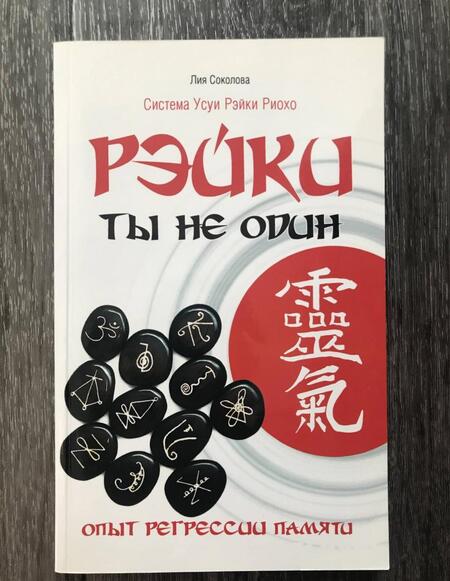 Лия Соколова
Система Усуи Рэйки Риохо
РЭЙКИ
ТЫ НЕ ОДИН
靈氣
ОПЫТ РЕГРЕССИИ ПАМЯТИ